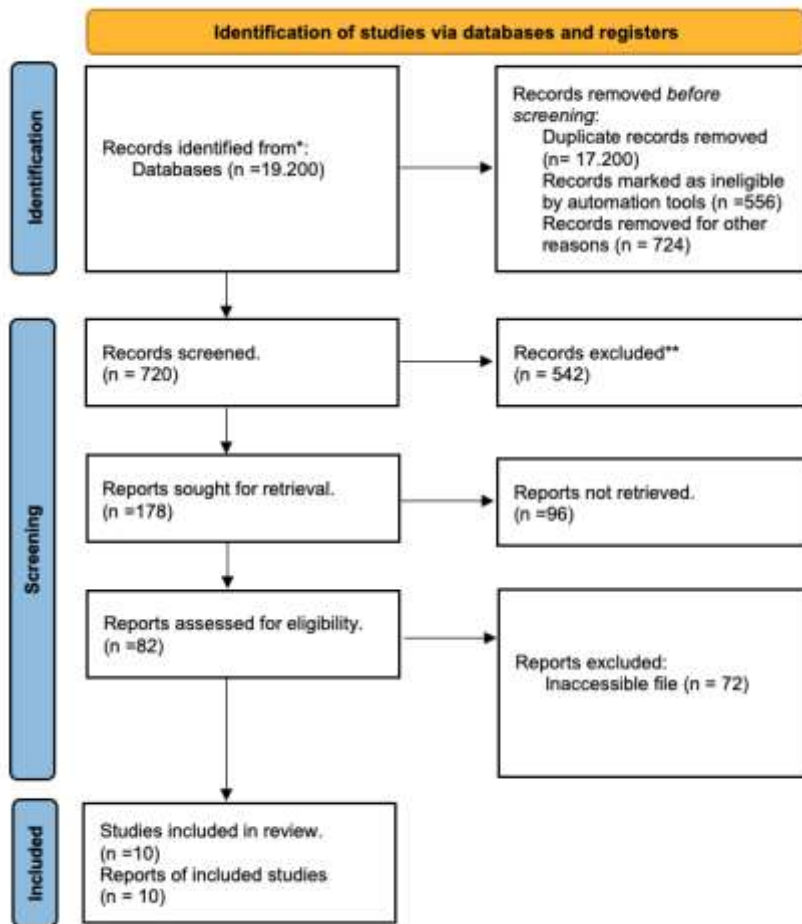 Identification of studies via databases and registers
Identification
Records identified from*:
Databases (n =19.200)
Records removed before
screening:
Duplicate records removed
(n= 17.200)
Records marked as ineligible
by automation tools (n =556)
Records removed for other
reasons (n = 724)
Screening
Records screened.
(n = 720)
Records excluded**
(n = 542)
Reports sought for retrieval.
(n =178)
Reports not retrieved.
(n =96)
Reports assessed for eligibility.
(n =82)
Reports excluded:
Inaccessible file (n = 72)
Included
Studies included in review.
(n =10)
Reports of included studies
(n = 10)